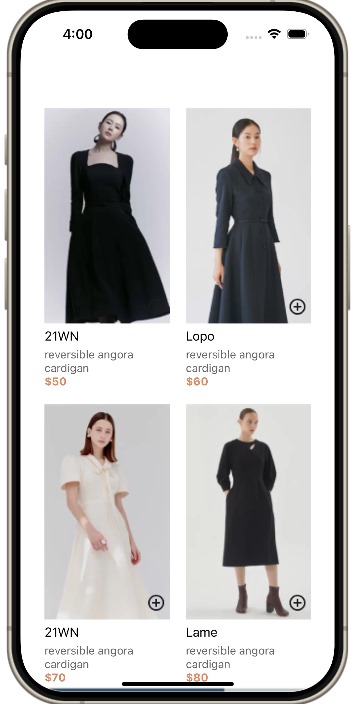 4:00
21WN
reversible angora
cardigan
$50
Lopo
reversible angora
cardigan
$60
21WN
reversible angora
cardigan
$70
Lame
reversible angora
cardigan
$80